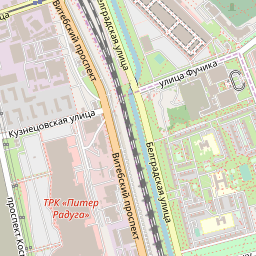 Витебский проспект
Белградская улица
улица Фучика
Кузнецовская улица
Витебский проспект
Белградская улица
ТРК «Питер
Радуга»
проспект Кос